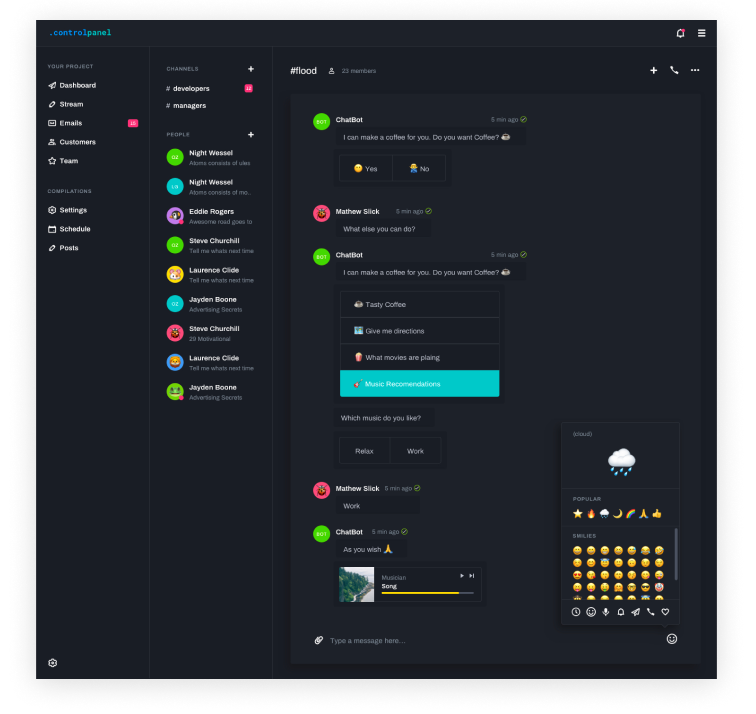 .controlpanel
YOUR PROJECT
Dashboard
Stream
Emails
Customers
Team
COMPILATIONS
Settings
Schedule
Posts
CHANNELS +
# developers 12
# managers
PEOPLE +
OZ
Night Wessel
Atoms consists of ules
Night Wessel
Atoms consists of mo..
Eddie Rogers
Awesome road goes to
OZ
Steve Churchill
Tell me whats next time
Laurence Clide
Tell me whats next time
OZ
Jayden Boone
Advertising Secrets
Steve Churchill
29 Motivational
Laurence Clide
Tell me whats next time
Jayden Boone
Advertising Secrets
#flood 23 members
BOT
ChatBot 5 min ago
I can make a coffee for you. Do you want Coffee?
Yes No
Mathew Slick 5 min ago
What else you can do?
BOT
ChatBot 5 min ago
I can make a coffee for you. Do you want Coffee?
Tasty Coffee
Give me directions
What movies are plaing
Music Recomendations
Which music do you like?
Relax Work
Mathew Slick 5 min ago
Work
BOT
ChatBot 5 min ago
As you wish
Musician
Song
Type a message here...
(cloud)
POPULAR
SMILIES